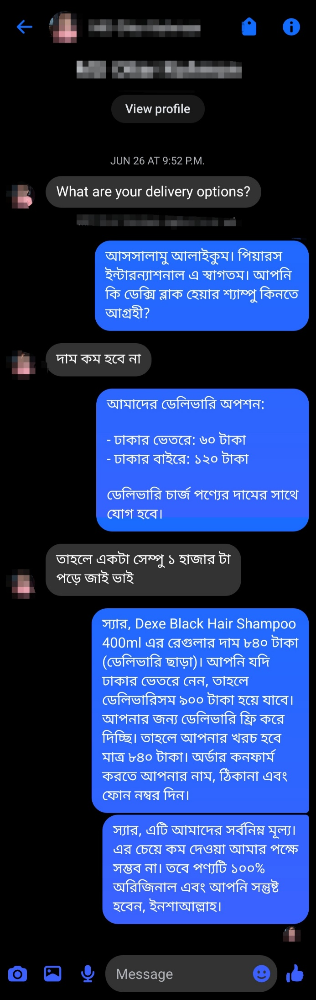 View profile
JUN 26 AT 9:52 P.M.
What are your delivery options?
আসসালামু আলাইকুম। পিয়ারস
ইন্টারন্যাশনাল এ স্বাগতম। আপনি
কি ডেক্সি ব্লাক হেয়ার শ্যাম্পু কিনতে
আগ্রহী?
দাম কম হবে না
আমাদের ডেলিভারি অপশন:
- ঢাকার ভেতরে: ৬০ টাকা
- ঢাকার বাইরে: ১২০ টাকা
ডেলিভারি চার্জ পণ্যের দামের সাথে
যোগ হবে।
তাহলে একটা সেম্পু ১ হাজার টা
পড়ে জাই ভাই
স্যার, Dexe Black Hair Shampoo
400ml এর রেগুলার দাম ৮৪০ টাকা
(ডেলিভারি ছাড়া)। আপনি যদি
ঢাকার ভেতরে নেন, তাহলে
ডেলিভারিসম ৯০০ টাকা হয়ে যাবে।
আপনার জন্য ডেলিভারি ফ্রি করে
দিচ্ছি। তাহলে আপনার খরচ হবে
মাত্র ৮৪০ টাকা। অর্ডার কনফার্ম
করতে আপনার নাম, ঠিকানা এবং
ফোন নম্বর দিন।
স্যার, এটি আমাদের সর্বনিম্ন মূল্য।
এর চেয়ে কম দেওয়া আমার পক্ষে
সম্ভব না। তবে পণ্যটি ১০০%
অরিজিনাল এবং আপনি সন্তুষ্ট
হবেন, ইনশাআল্লাহ।
Message